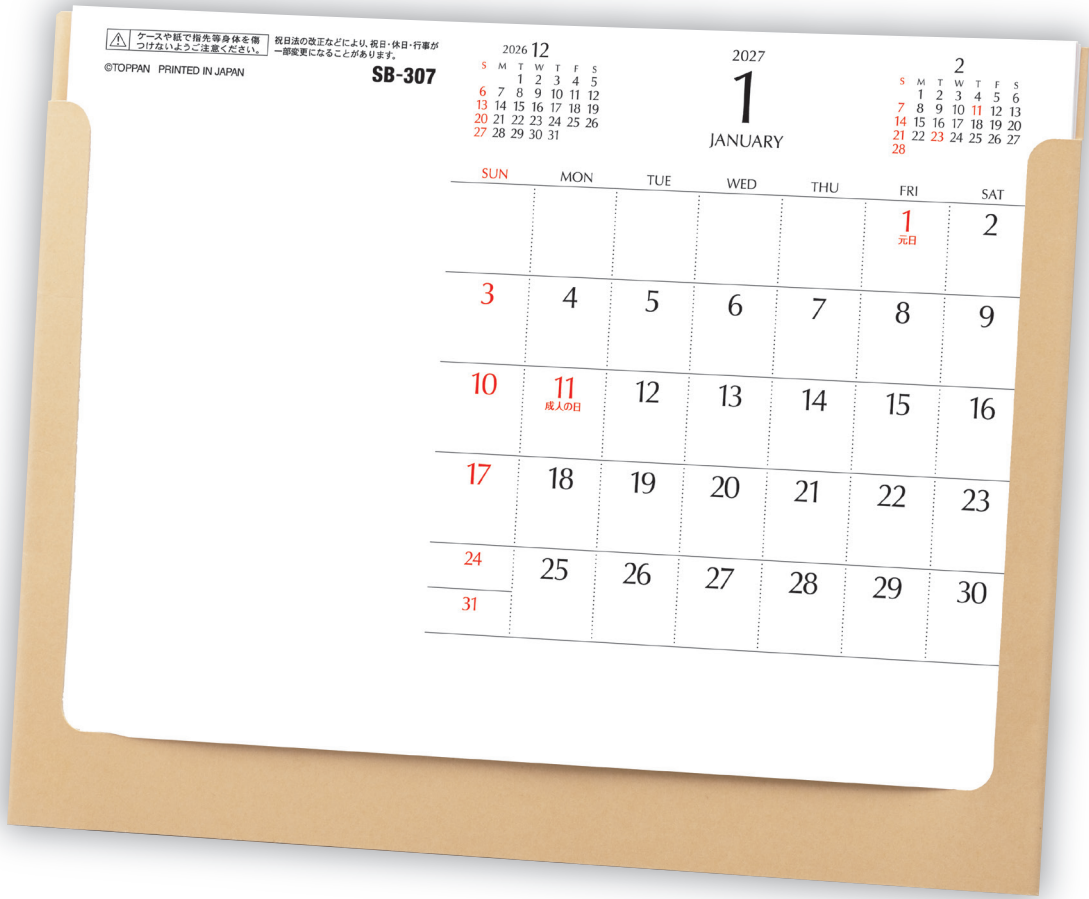 ⚠ ケースや紙で指先等身体を傷
つけないようご注意ください。
祝日法の改正などにより、祝日・休日・行事が
一部変更になることがあります。
©TOPPAN PRINTED IN JAPAN
SB-307
2026 12
S M T W T F S
1 2 3 4 5
6 7 8 9 10 11 12
13 14 15 16 17 18 19
20 21 22 23 24 25 26
27 28 29 30 31
2027
1
JANUARY
2
S M T W T F S
1 2 3 4 5 6
7 8 9 10 11 12 13
14 15 16 17 18 19 20
21 22 23 24 25 26 27
28
SUN MON TUE WED THU FRI SAT
1 2
元日
3 4 5 6 7 8 9
10 11 12 13 14 15 16
成人の日
17 18 19 20 21 22 23
24 25 26 27 28 29 30
31